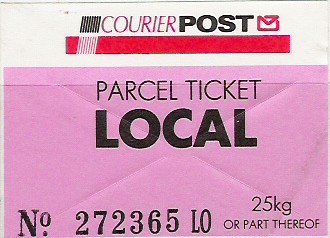 COURIER POST
PARCEL TICKET
LOCAL
25kg
No. 272365 LO OR PART THEREOF